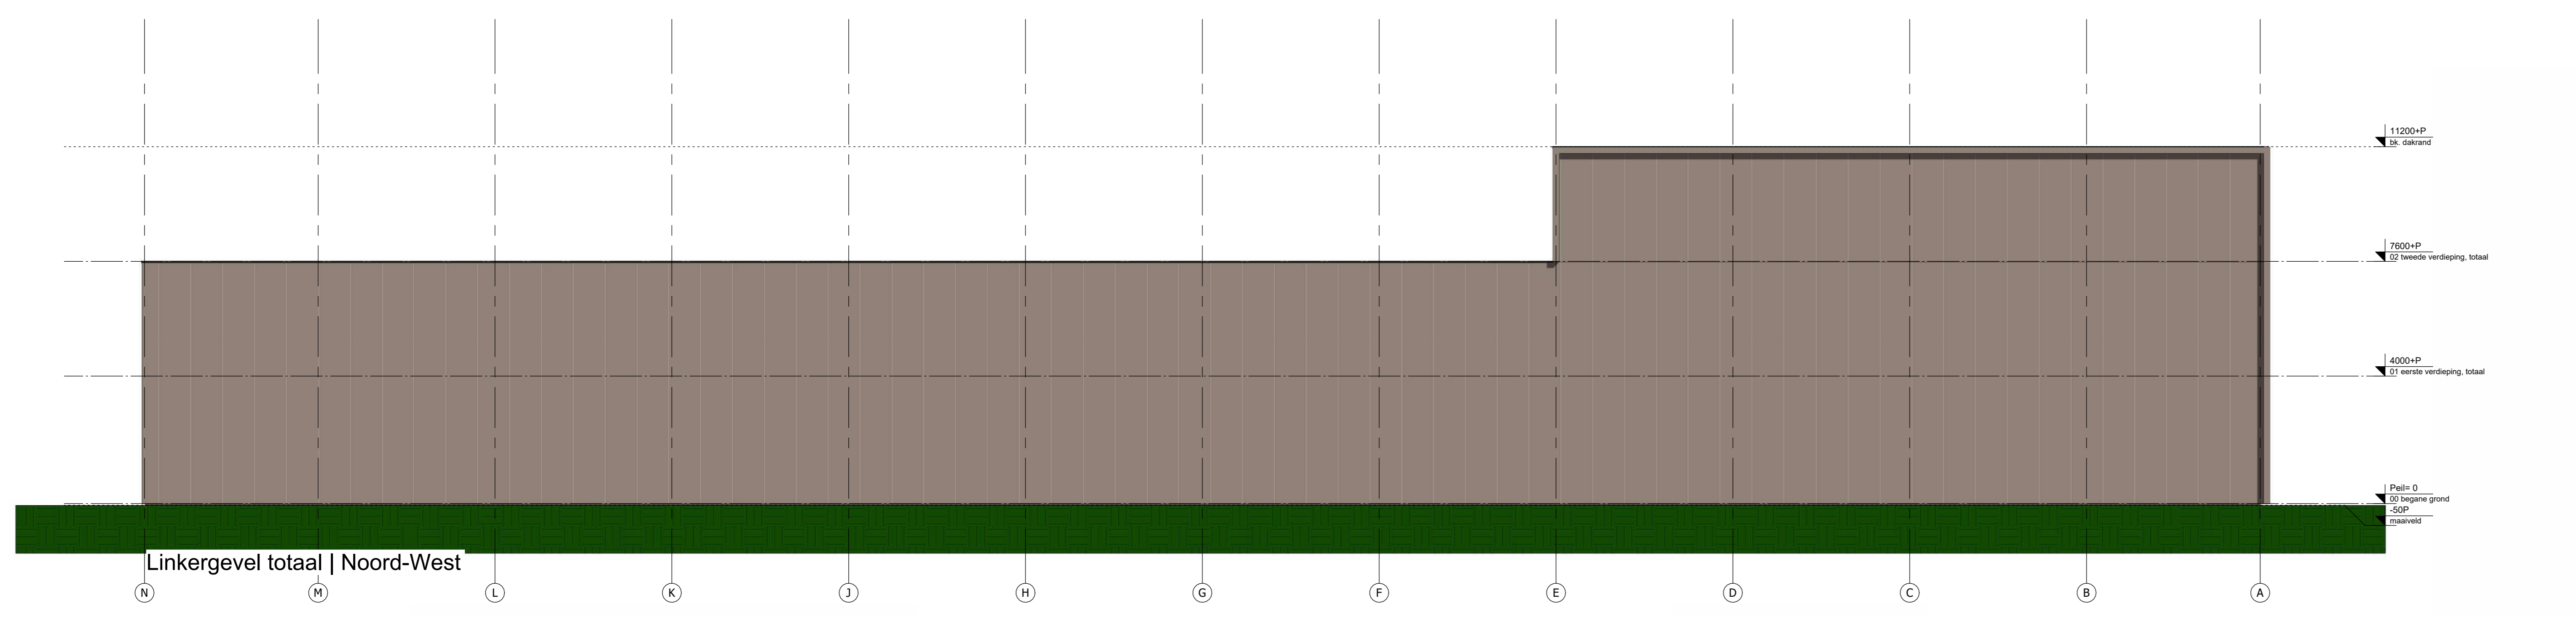 11200+P
bk. dakrand
7600+P
02 tweede verdieping, totaal
4000+P
01 eerste verdieping, totaal
Peil= 0
00 begane grond
-50P
maaiveld
Linkergevel totaal | Noord-West
N M L K J H G F E D C B A